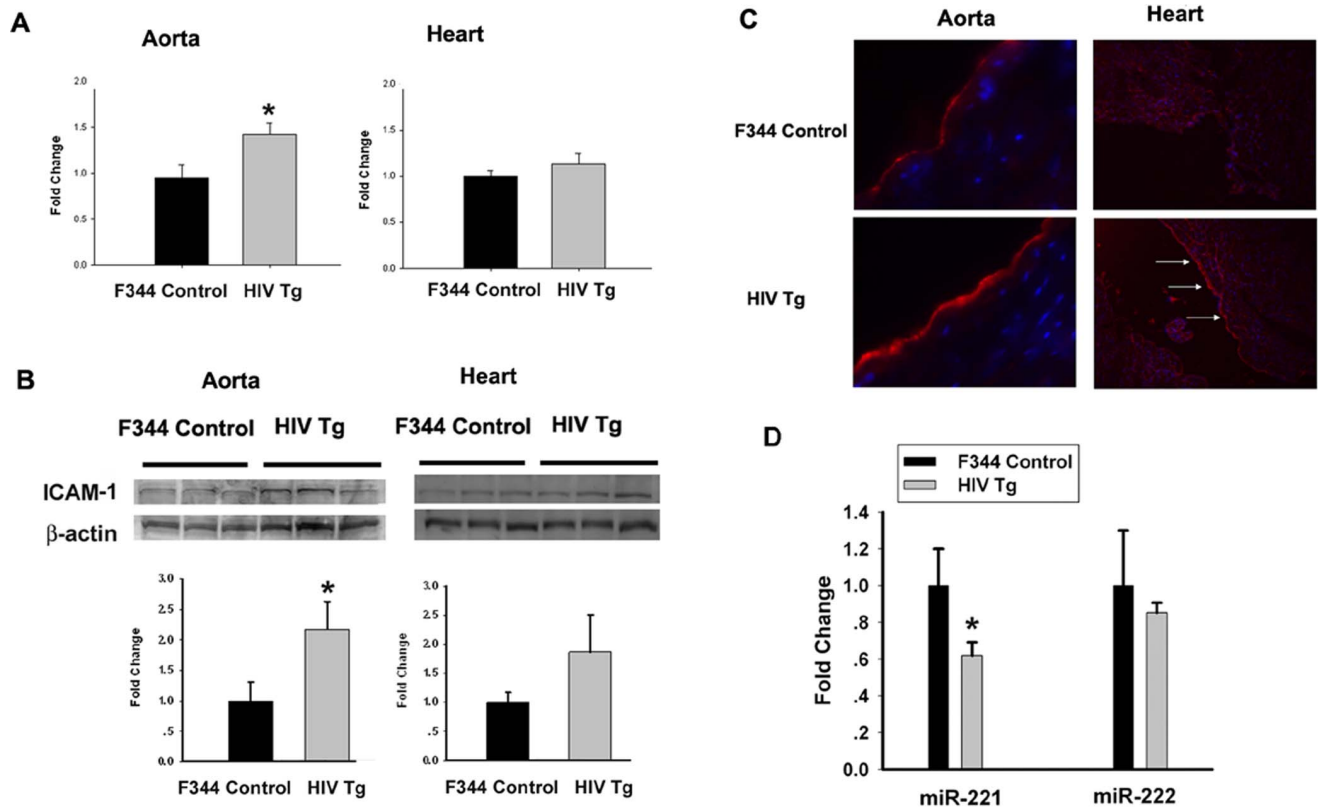 A
Aorta
Heart
2.0
1.5
1.0
0.5
0.0
Fold Change
*
F344 Control HIV Tg
2.0
1.5
1.0
0.5
0.0
Fold Change
F344 Control HIV Tg
B
Aorta
Heart
F344 Control HIV Tg
F344 Control HIV Tg
ICAM-1
β-actin
3.0
2.5
2.0
1.5
1.0
.5
0.0
Fold Change
*
F344 Control HIV Tg
3.0
2.5
2.0
1.5
1.0
.5
0.0
Fold Change
F344 Control HIV Tg
C
Aorta
Heart
F344 Control
HIV Tg
D
F344 Control
HIV Tg
1.4
1.2
1.0
.8
.6
.4
.2
0.0
Fold Change
*
miR-221
miR-222